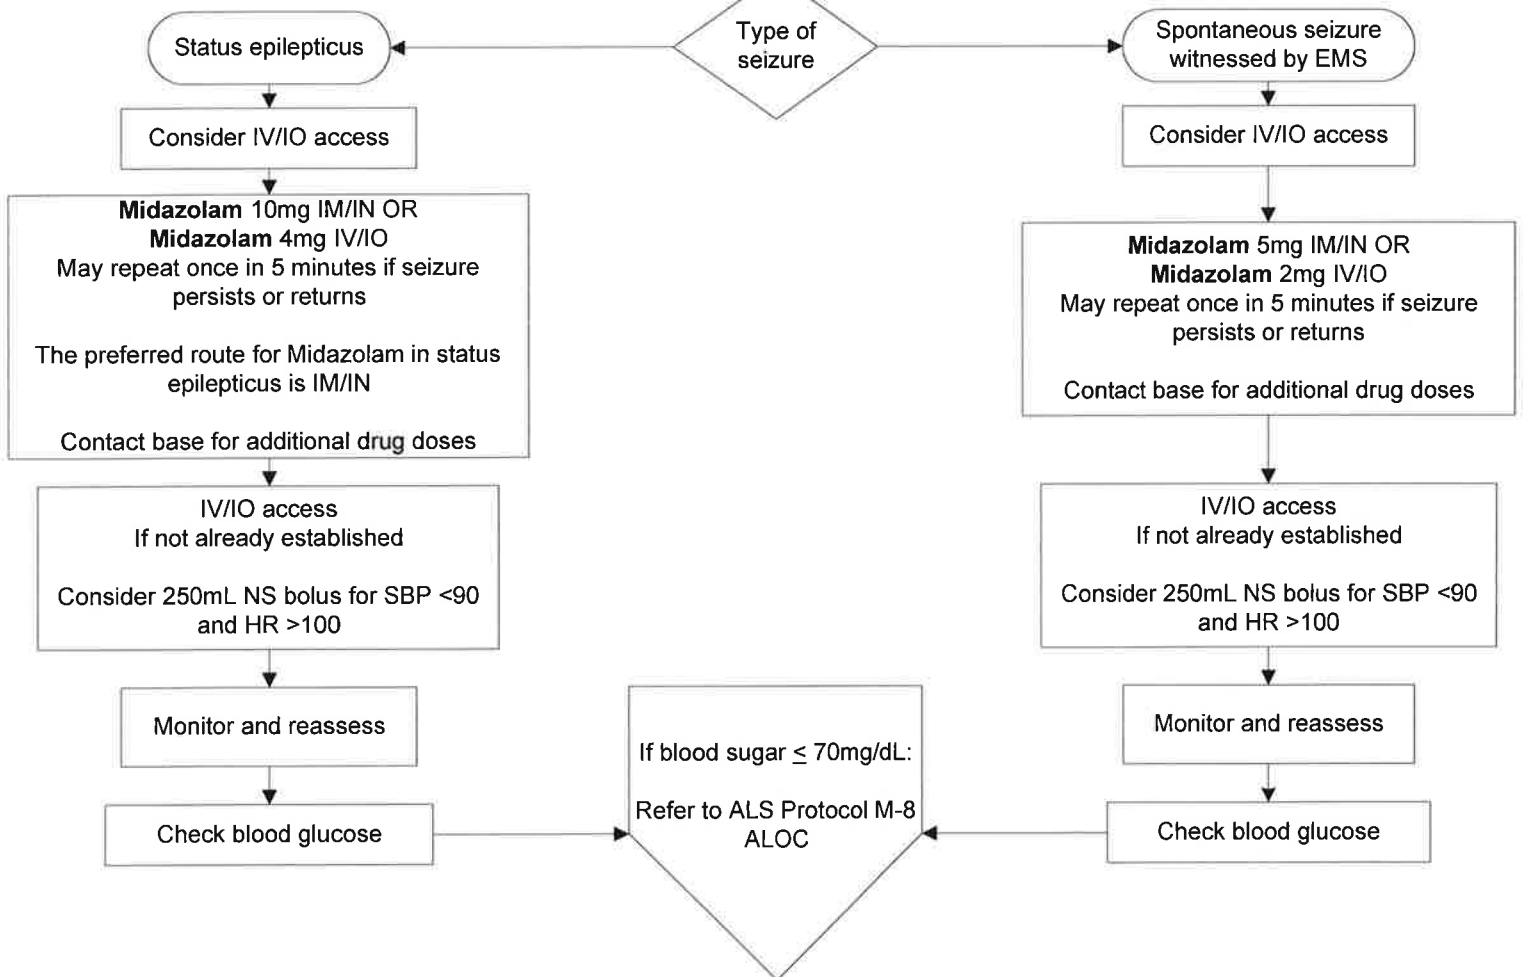 Type of
seizure
Status epilepticus
Consider IV/IO access
Midazolam 10mg IM/IN OR
Midazolam 4mg IV/IO
May repeat once in 5 minutes if seizure
persists or returns
The preferred route for Midazolam in status
epilepticus is IM/IN
Contact base for additional drug doses
IV/IO access
If not already established
Consider 250mL NS bolus for SBP <90
and HR >100
Monitor and reassess
Check blood glucose
Spontaneous seizure
witnessed by EMS
Consider IV/IO access
Midazolam 5mg IM/IN OR
Midazolam 2mg IV/IO
May repeat once in 5 minutes if seizure
persists or returns
Contact base for additional drug doses
IV/IO access
If not already established
Consider 250mL NS bolus for SBP <90
and HR >100
Monitor and reassess
Check blood glucose
If blood sugar ≤ 70mg/dL:
Refer to ALS Protocol M-8
ALOC